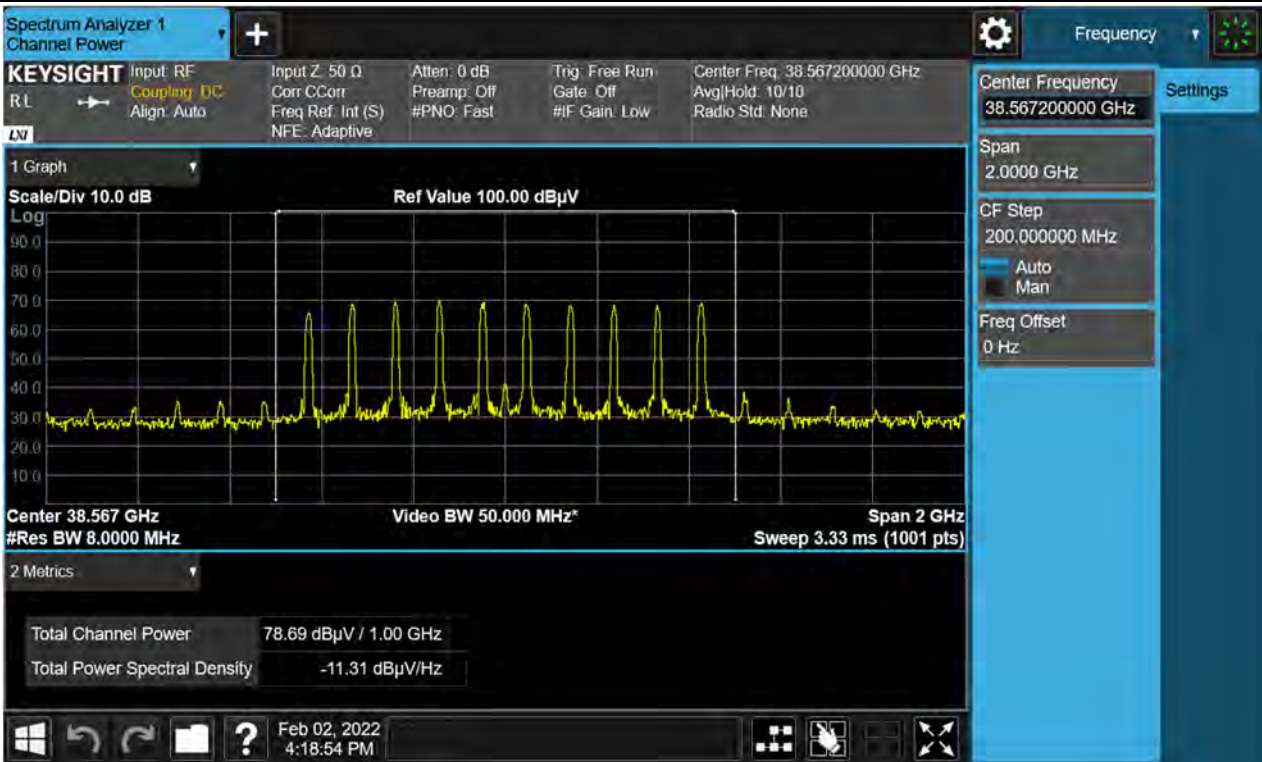 Spectrum Analyzer 1
Channel Power
+
Frequency
KEYSIGHT
RL
LXI
Input: RF
Coupling: DC
Align: Auto
Input Z: 50 Ω
Corr CCorr
Freq Ref: Int (S)
NFE: Adaptive
Atten: 0 dB
Preamp: Off
#PNO: Fast
Trig: Free Run
Gate: Off
#IF Gain: Low
Center Freq: 38.567200000 GHz
Avg|Hold: 10/10
Radio Std: None
Center Frequency
38.567200000 GHz
Settings
Span
2.0000 GHz
CF Step
200.000000 MHz
Auto
Man
Freq Offset
0 Hz
1 Graph
Scale/Div 10.0 dB
Ref Value 100.00 dBµV
Log
90.0
80.0
70.0
60.0
50.0
40.0
30.0
20.0
10.0
Center 38.567 GHz
Video BW 50.000 MHz*
Span 2 GHz
#Res BW 8.0000 MHz
Sweep 3.33 ms (1001 pts)
2 Metrics
Total Channel Power
78.69 dBµV / 1.00 GHz
Total Power Spectral Density
-11.31 dBµV/Hz
?
Feb 02, 2022
4:18:54 PM